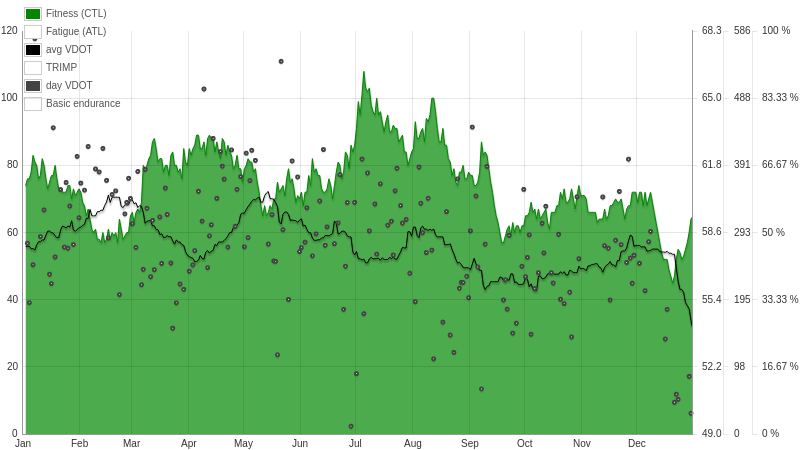 Fitness (CTL)
Fatigue (ATL)
avg VDOT
TRIMP
day VDOT
Basic endurance
120 68.3 586 100 %
100 65.0 488 83.33 %
80 61.8 391 66.67 %
60 58.6 293 50 %
40 55.4 195 33.33 %
20 52.2 98 16.67 %
0 49.0 0 0 %
Jan Feb Mar Apr May Jun Jul Aug Sep Oct Nov Dec